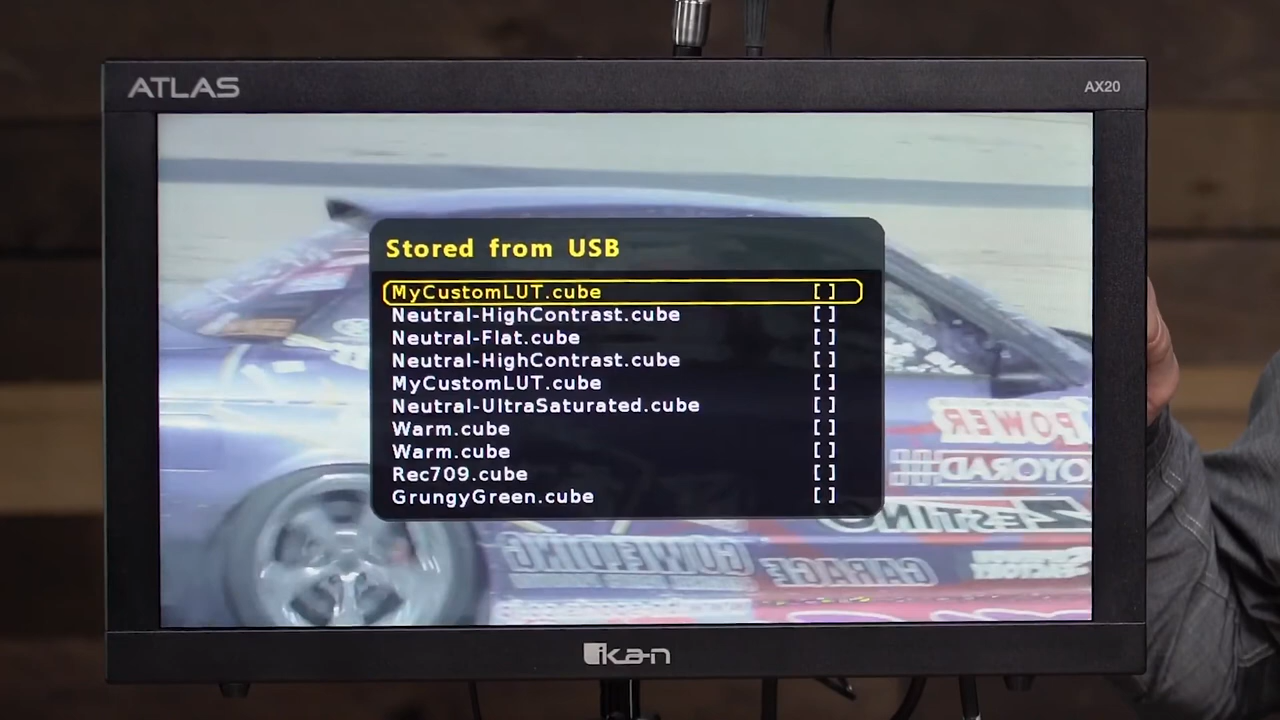 ATLAS
AX20
Stored from USB
MyCustomLUT.cube [ ]
Neutral-HighContrast.cube [ ]
Neutral-Flat.cube [ ]
Neutral-HighContrast.cube [ ]
MyCustomLUT.cube [ ]
Neutral-UltraSaturated.cube [ ]
Warm.cube [ ]
Warm.cube [ ]
Rec709.cube [ ]
GrungyGreen.cube [ ]
POWER
GARAGE
ikan